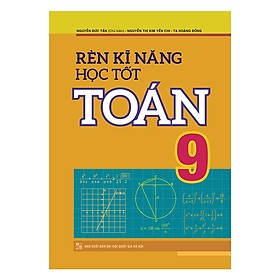 NGUYỄN ĐỨC TẤN (Chủ biên) - NGUYỄN THỊ KIM YẾN CHI - TẠ HOÀNG ĐÔNG
RÈN KĨ NĂNG
HỌC TỐT
TOÁN
9
NHÀ XUẤT BẢN ĐẠI HỌC QUỐC GIA HÀ NỘI